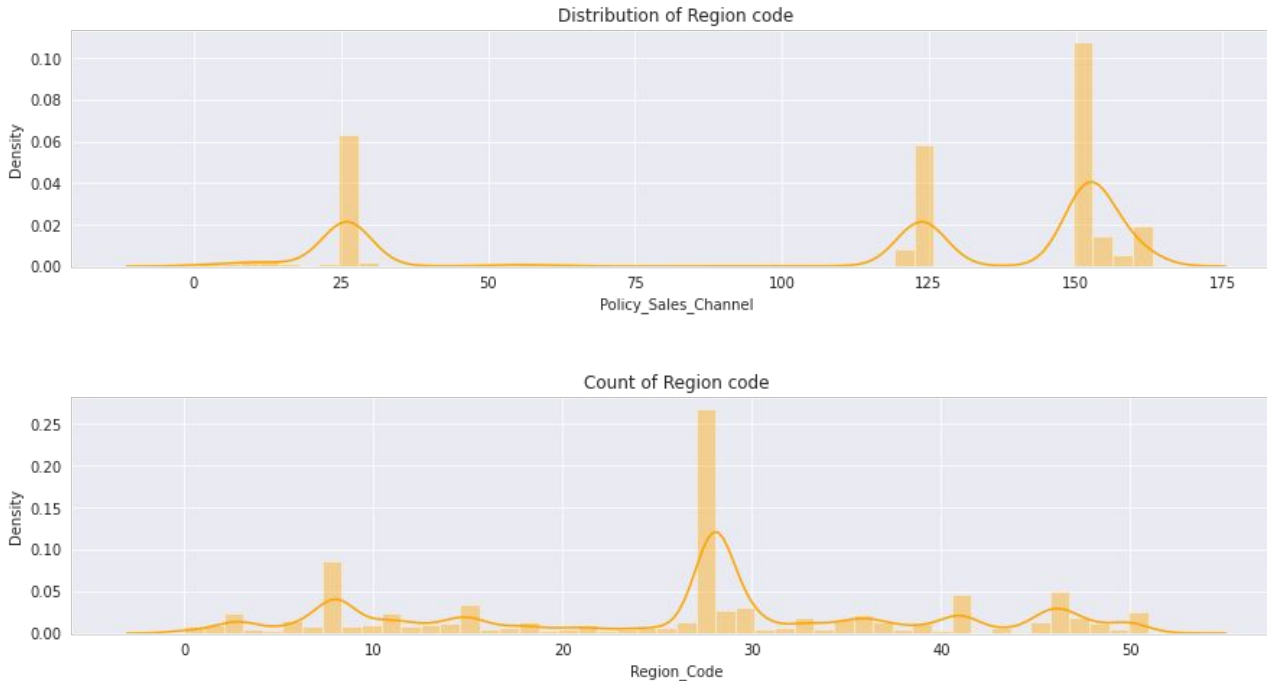 Distribution of Region code
0.10
0.08
0.06
0.04
0.02
0.00
Density
0 25 50 75 100 125 150 175
Policy_Sales_Channel
Count of Region code
0.25
0.20
0.15
0.10
0.05
0.00
Density
0 10 20 30 40 50
Region_Code